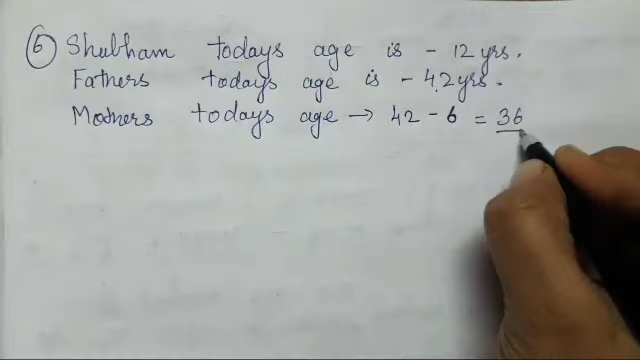 6 Shubham todays age is - 12 yrs.
Fathers todays age is - 42 yrs.
Mothers todays age → 42 - 6 = 36